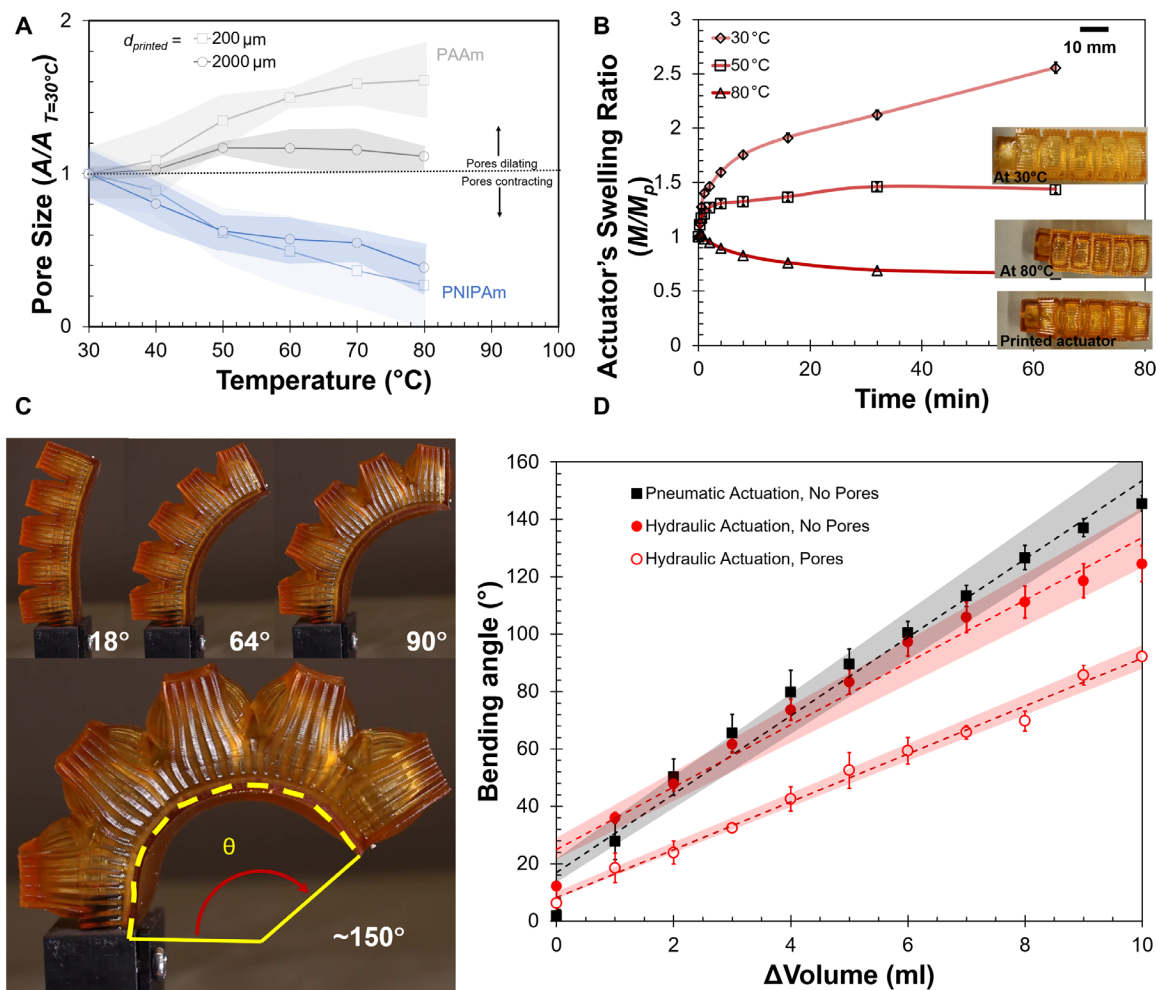 A
d_printed =
200 µm
2000 µm
PAAm
Pores dilating
Pores contracting
PNIPAm
Pore Size (A/A T=30°C)
2
1
0
30
40
50
60
70
80
90
100
Temperature (°C)
B
30 °C
50 °C
80 °C
10 mm
At 30°C
At 80°C
Printed actuator
Actuator's Swelling Ratio
(M/Mp)
3
2.5
2
1.5
1
0.5
0
0
20
40
60
80
Time (min)
C
18°
64°
90°
θ
~150°
D
Pneumatic Actuation, No Pores
Hydraulic Actuation, No Pores
Hydraulic Actuation, Pores
Bending angle (°)
160
140
120
100
80
60
40
20
0
0
2
4
6
8
10
ΔVolume (ml)